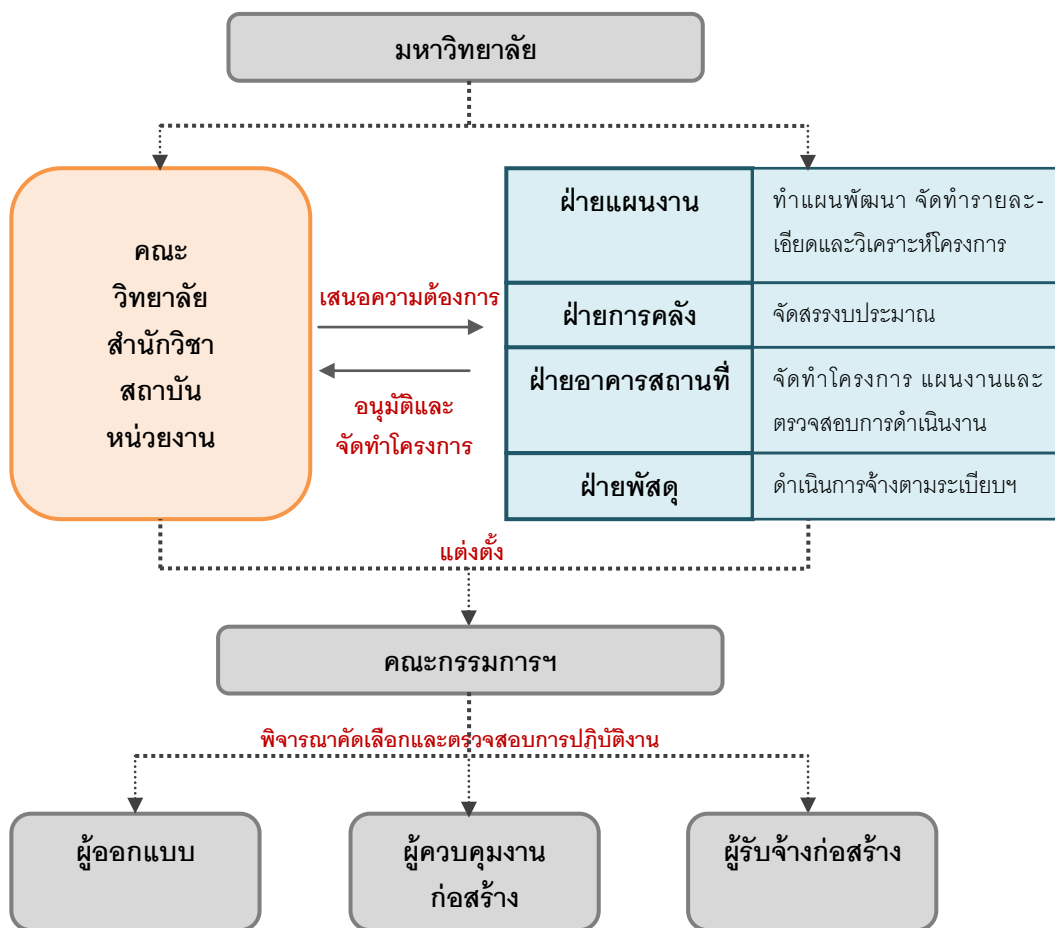 มหาวิทยาลัย
คณะ
วิทยาลัย
สำนักวิชา
สถาบัน
หน่วยงาน
เสนอความต้องการ
อนุมัติและ
จัดทำโครงการ
ฝ่ายแผนงาน
ทำแผนพัฒนา จัดทำรายละ-
เอียดและวิเคราะห์โครงการ
ฝ่ายการคลัง
จัดสรรงบประมาณ
ฝ่ายอาคารสถานที่
จัดทำโครงการ แผนงานและ
ตรวจสอบการดำเนินงาน
ฝ่ายพัสดุ
ดำเนินการจ้างตามระเบียบฯ
แต่งตั้ง
คณะกรรมการฯ
พิจารณาคัดเลือกและตรวจสอบการปฏิบัติงาน
ผู้ออกแบบ
ผู้ควบคุมงาน
ก่อสร้าง
ผู้รับจ้างก่อสร้าง